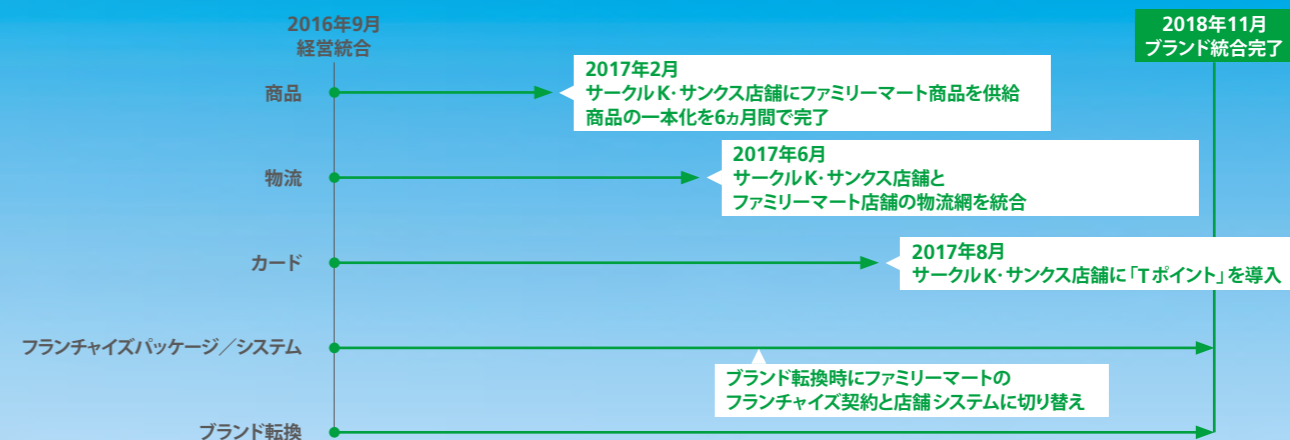 2016年9月
経営統合
2018年11月
ブランド統合完了
商品
2017年2月
サークルK・サンクス店舗にファミリーマート商品を供給
商品の一本化を6ヵ月間で完了
物流
2017年6月
サークルK・サンクス店舗と
ファミリーマート店舗の物流網を統合
カード
2017年8月
サークルK・サンクス店舗に「Tポイント」を導入
フランチャイズパッケージ／システム
ブランド転換時にファミリーマートの
フランチャイズ契約と店舗システムに切り替え
ブランド転換